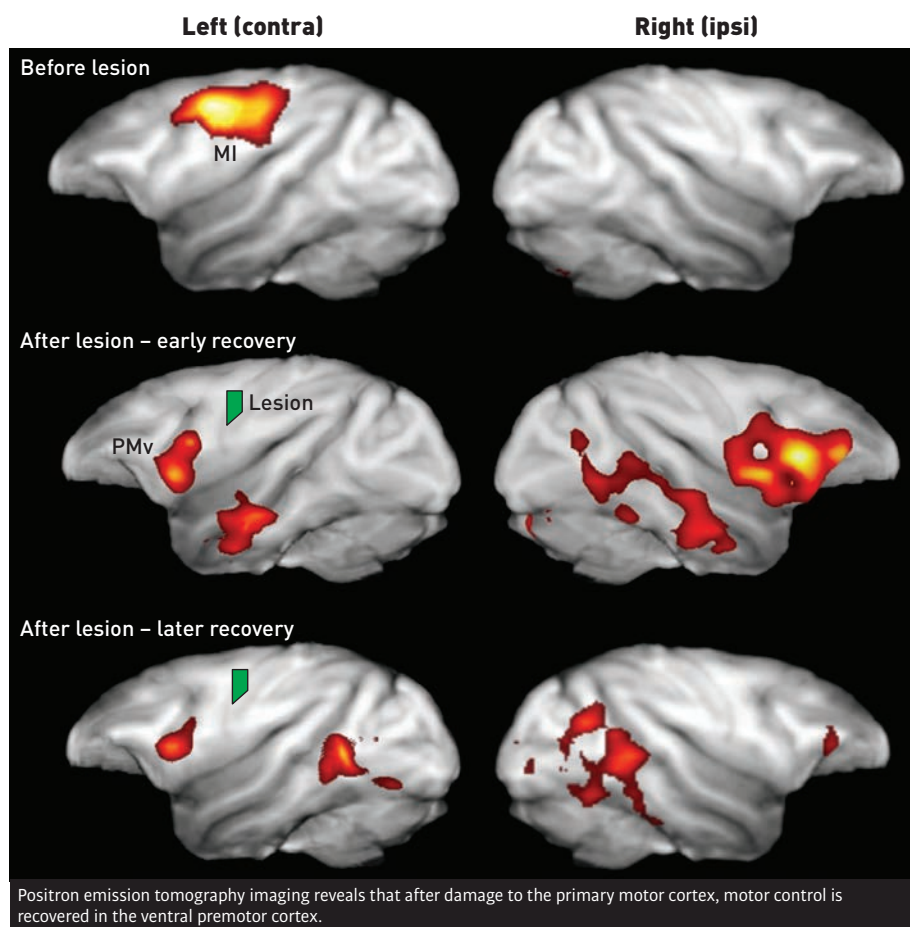 Left (contra)
Right (ipsi)
Before lesion
MI
After lesion – early recovery
Lesion
PMv
After lesion – later recovery
Positron emission tomography imaging reveals that after damage to the primary motor cortex, motor control is
recovered in the ventral premotor cortex.